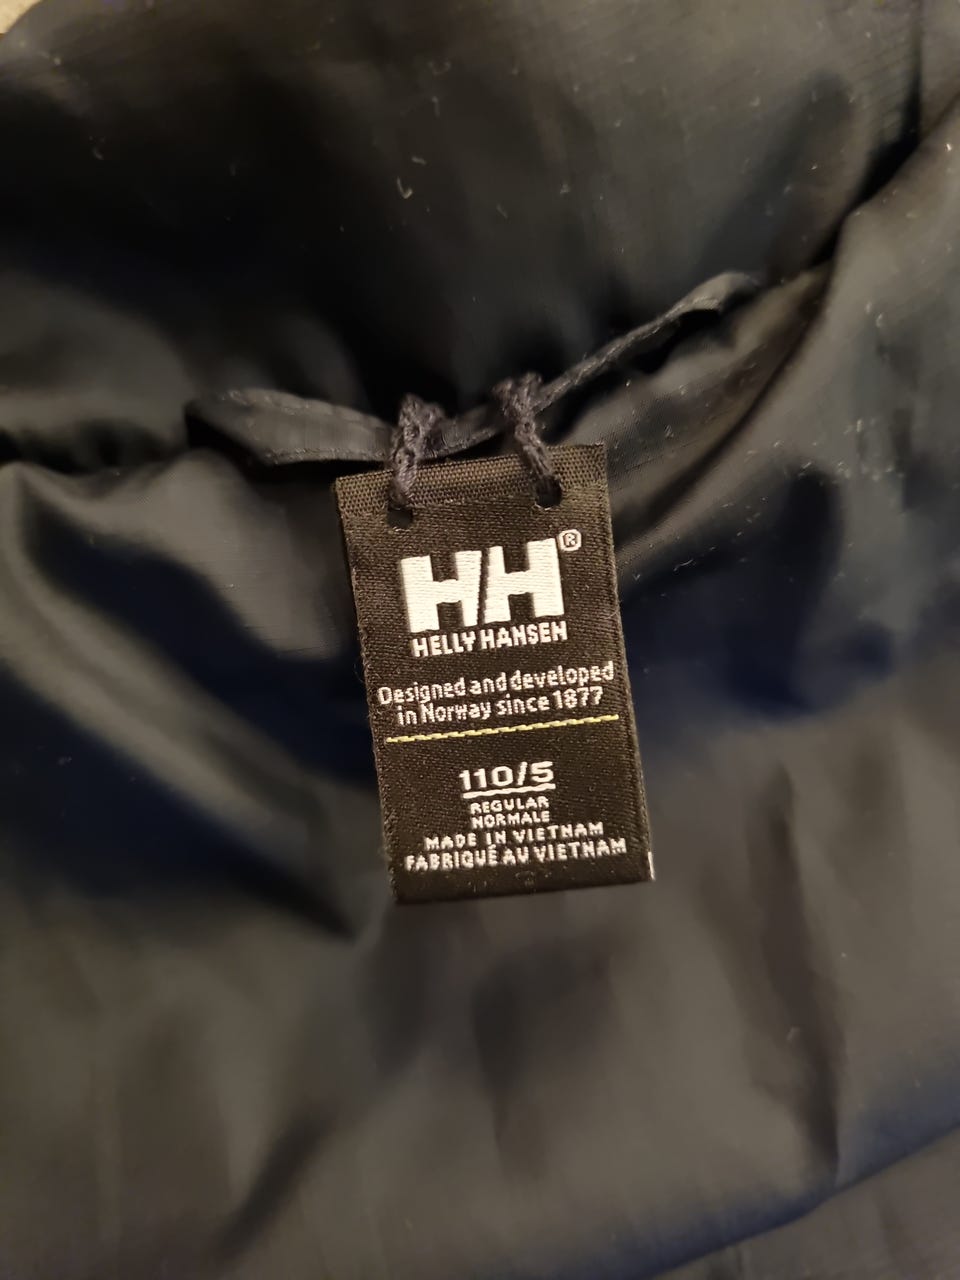 H/H®
HELLY HANSEN
Designed and developed
in Norway since 1877
110/5
REGULAR
NORMALE
MADE IN VIETNAM
FABRIQUÉ AU VIETNAM